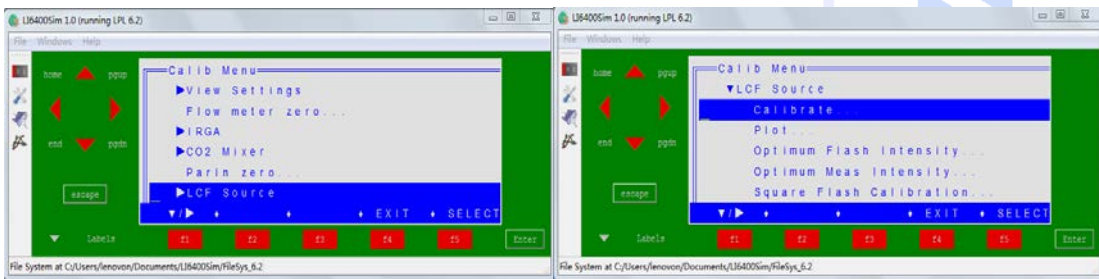 LI6400Sim 1.0 (running LPL 6.2)
File Windows Help
home pgup
end pgdn
escape
Calib Menu
View Settings
Flow meter zero...
IRGA
CO2 Mixer
Parin zero...
_ LCF Source
EXIT SELECT
Labels f1 f2 f3 f4 f5 Enter
File System at C:/Users/lenovon/Documents/LI6400Sim/FileSys_6.2
LI6400Sim 1.0 (running LPL 6.2)
File Windows Help
home pgup
end pgdn
escape
Calib Menu
LCF Source
_ Calibrate...
Plot...
Optimum Flash Intensity...
Optimum Meas Intensity...
Square Flash Calibration...
EXIT SELECT
Labels f1 f2 f3 f4 f5 Enter
File System at C:/Users/lenovon/Documents/LI6400Sim/FileSys_6.2